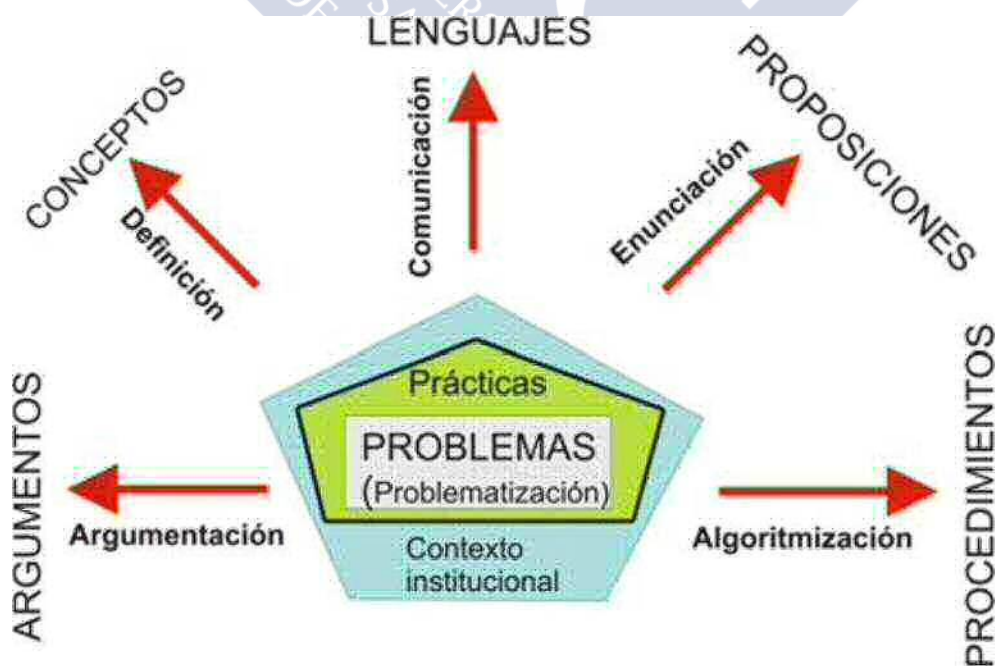 LENGUAJES
CONCEPTOS
PROPOSICIONES
Comunicación
Definición
Enunciación
Prácticas
PROBLEMAS
(Problematización)
Contexto
institucional
ARGUMENTOS
Argumentación
Algoritmización
PROCEDIMIENTOS